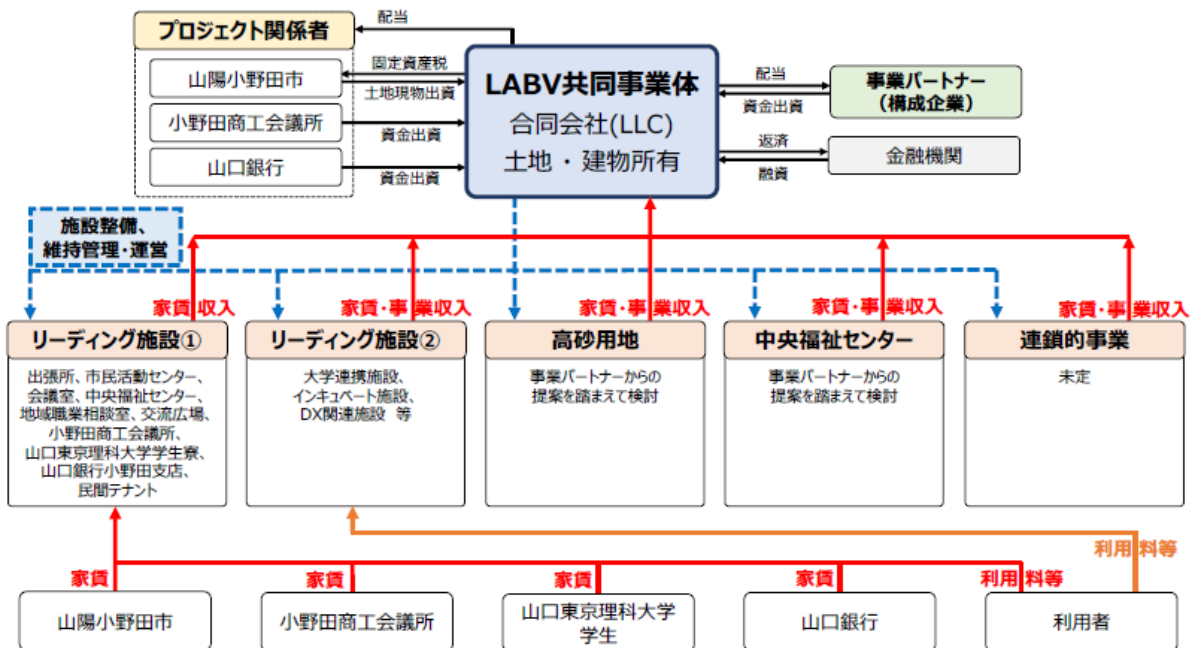 配当
プロジェクト関係者
山陽小野田市
小野田商工会議所
山口銀行
固定資産税
土地現物出資
資金出資
資金出資
LABV共同事業体
合同会社(LLC)
土地・建物所有
配当
資金出資
返済
融資
事業パートナー
(構成企業)
金融機関
施設整備、
維持管理・運営
家賃収入
家賃・事業収入
家賃・事業収入
家賃・事業収入
家賃・事業収入
リーディング施設①
出張所、市民活動センター、
会議室、中央福祉センター、
地域職業相談室、交流広場、
小野田商工会議所、
山口東京理科大学学生寮、
山口銀行小野田支店、
民間テナント
リーディング施設②
大学連携施設、
インキュベート施設、
DX関連施設 等
高砂用地
事業パートナーからの
提案を踏まえて検討
中央福祉センター
事業パートナーからの
提案を踏まえて検討
連鎖的事業
未定
利用料等
家賃
家賃
家賃
家賃
利用料等
山陽小野田市
小野田商工会議所
山口東京理科大学
学生
山口銀行
利用者